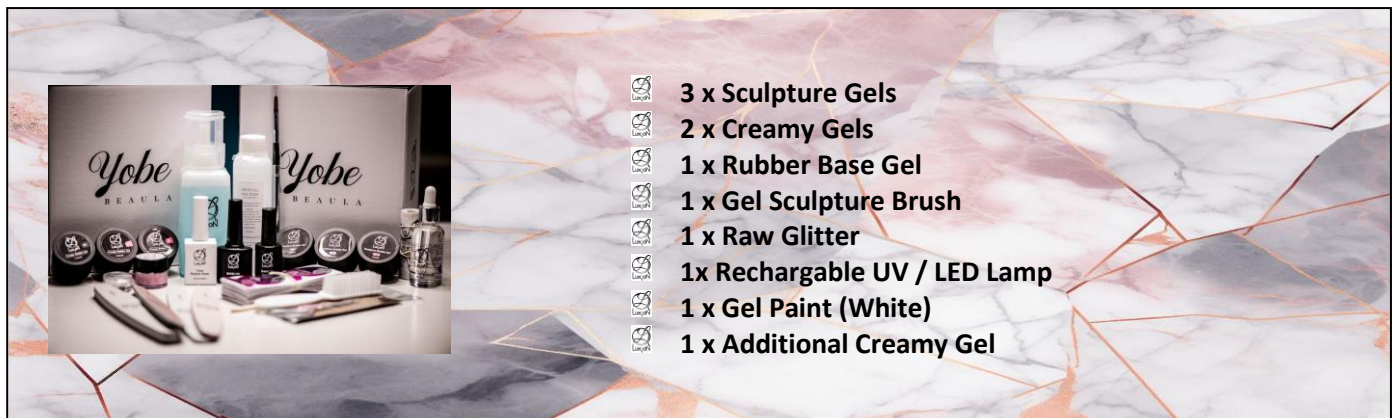 Yobe
BEAULA
Yobe
BEAULA
3 x Sculpture Gels
2 x Creamy Gels
1 x Rubber Base Gel
1 x Gel Sculpture Brush
1 x Raw Glitter
1x Rechargable UV / LED Lamp
1 x Gel Paint (White)
1 x Additional Creamy Gel